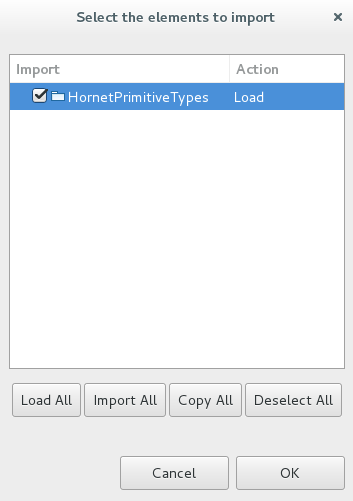 Select the elements to import
Import Action
HornetPrimitiveTypes Load
Load All Import All Copy All Deselect All
Cancel OK